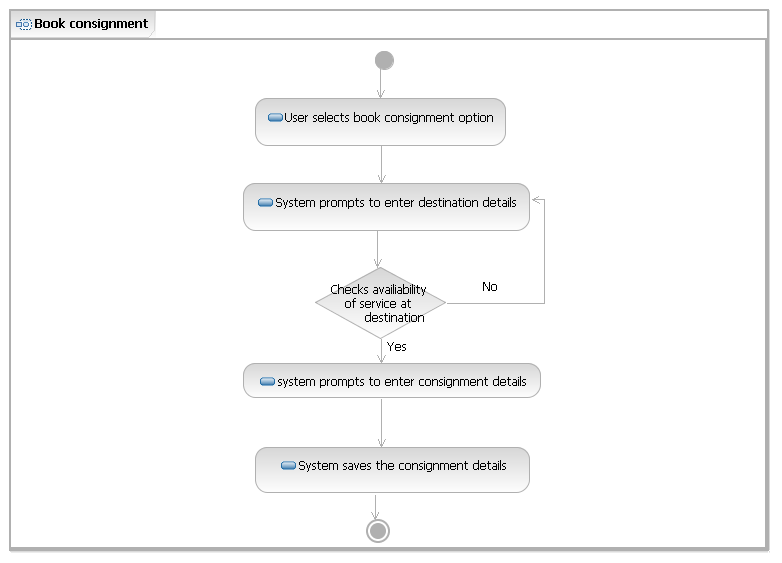 Book consignment
User selects book consignment option
System prompts to enter destination details
Checks availiability
of service at
destination
No
Yes
system prompts to enter consignment details
System saves the consignment details